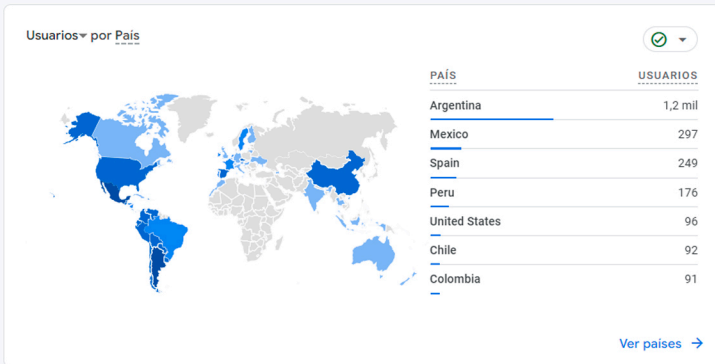 Usuarios por País
PAÍS USUARIOS
Argentina 1,2 mil
Mexico 297
Spain 249
Peru 176
United States 96
Chile 92
Colombia 91
Ver países